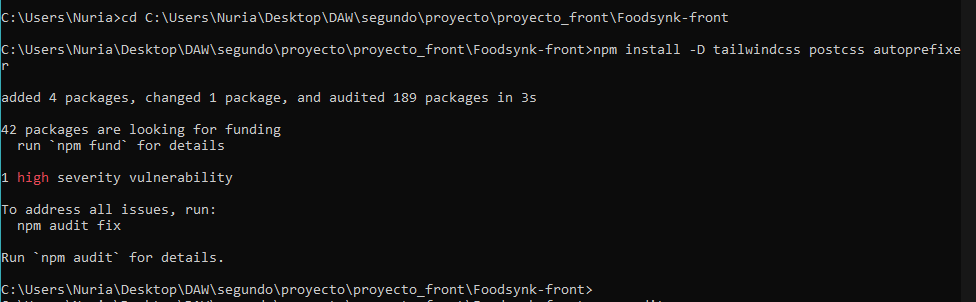 C:\Users\Nuria>cd C:\Users\Nuria\Desktop\DAW\segundo\proyecto\proyecto_front\Foodsynk-front
C:\Users\Nuria\Desktop\DAW\segundo\proyecto\proyecto_front\Foodsynk-front>npm install -D tailwindcss postcss autoprefixe
r
added 4 packages, changed 1 package, and audited 189 packages in 3s
42 packages are looking for funding
run `npm fund` for details
1 high severity vulnerability
To address all issues, run:
npm audit fix
Run `npm audit` for details.
C:\Users\Nuria\Desktop\DAW\segundo\proyecto\proyecto_front\Foodsynk-front>